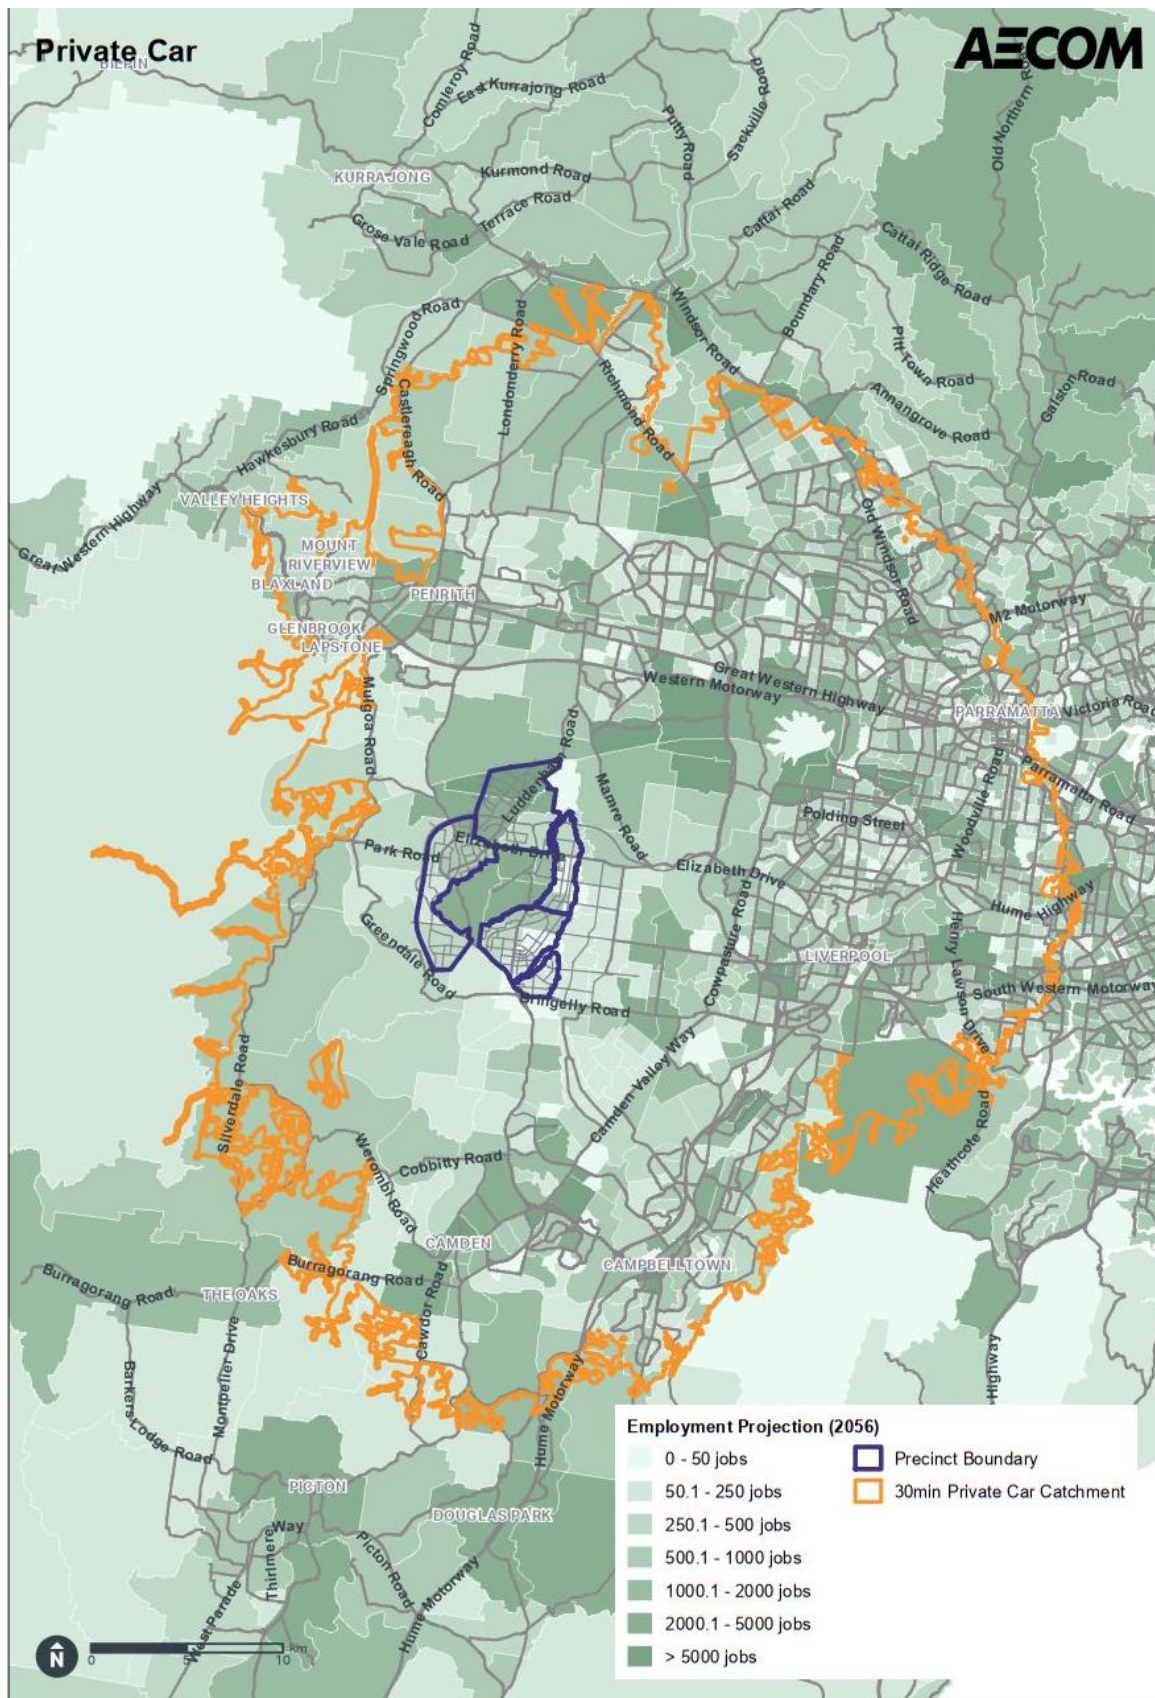 Private Car
AECOM
BILPIN
Comleroy Road
East Kurrajong Road
Putty Road
Sackville Road
Old Northern Road
KURRAJONG
Kurmond Road
Terrace Road
Grose Vale Road
Cattai Road
Cattai Ridge Road
Boundary Road
Windsor Road
Springwood Road
Londonderry Road
Richmond Road
Pitt Town Road
Galston Road
Annangrove Road
Castlereagh Road
Hawkesbury Road
VALLEY HEIGHTS
Great Western Highway
Old Windsor Road
MOUNT
RIVERVIEW
BLAXLAND
PENRITH
M2 Motorway
GLENBROOK
LAPSTONE
Great Western Highway
Western Motorway
Mulgoa Road
PARRAMATTA
Victoria Road
Luddenham Road
Mamre Road
Parramatta Road
Woodville Road
Polding Street
Park Road
Elizabeth Drive
Elizabeth Drive
Hume Highway
Cowpasture Road
Henry Lawson Drive
Greendale Road
LIVERPOOL
South Western Motorway
Bringelly Road
Silverdale Road
Camden Valley Way
Heathcote Road
Werombi Road
Cobbitty Road
CAMDEN
CAMPBELLTOWN
Burragorang Road
Burragorang Road
THE OAKS
Cawdor Road
Montpelier Drive
Barkers Lodge Road
Hume Motorway
Highway
PICTON
DOUGLAS PARK
Thirlmere Way
Picton Road
Hume Motorway
West Parade
Employment Projection (2056)
0 - 50 jobs
50.1 - 250 jobs
250.1 - 500 jobs
500.1 - 1000 jobs
1000.1 - 2000 jobs
2000.1 - 5000 jobs
> 5000 jobs
Precinct Boundary
30min Private Car Catchment
N
0 5 10
km